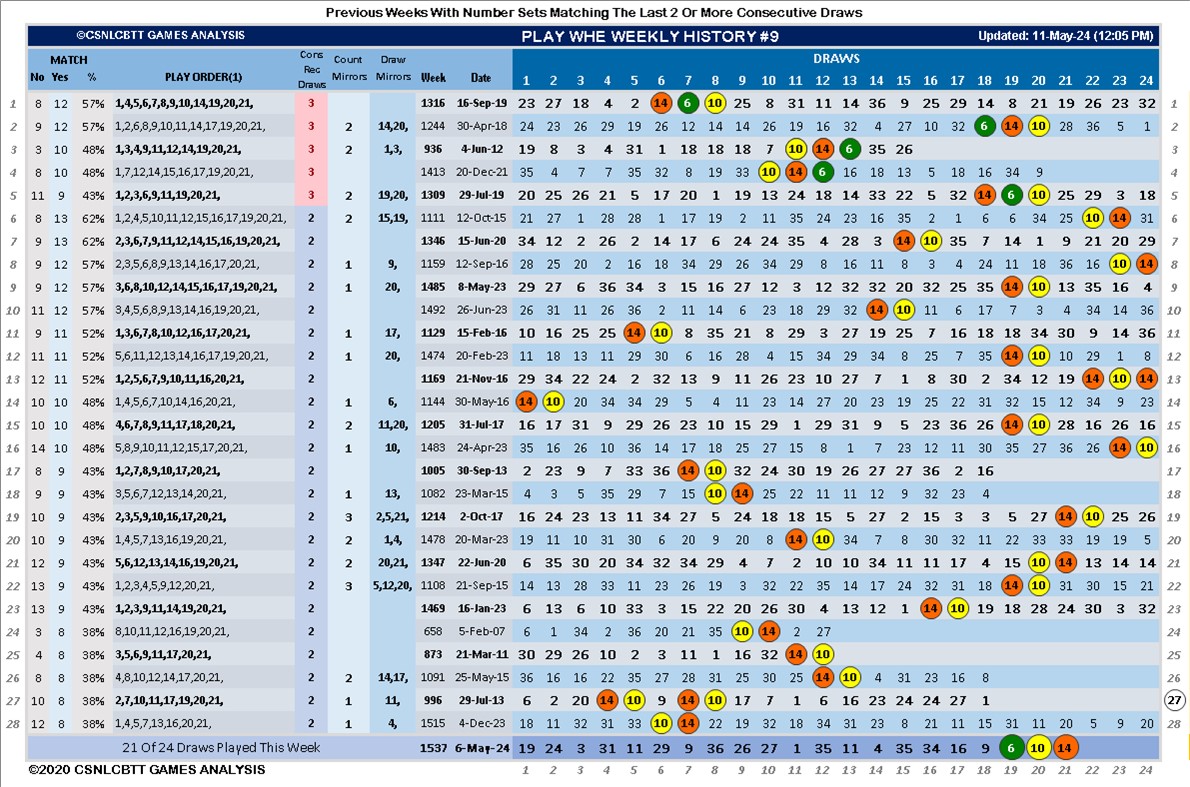 Previous Weeks With Number Sets Matching The Last 2 Or More Consecutive Draws
©CSNLCBTT GAMES ANALYSIS PLAY WHE WEEKLY HISTORY #9 Updated: 11-May-24 (12:05 PM)
MATCH Cons Rec Draws Count Mirrors Draw Mirrors DRAWS
No Yes % PLAY ORDER(1) Week Date 1 2 3 4 5 6 7 8 9 10 11 12 13 14 15 16 17 18 19 20 21 22 23 24
1 8 12 57% 1,4,5,6,7,8,9,10,14,19,20,21, 3 1316 16-Sep-19 23 27 18 4 2 14 6 10 25 8 31 11 14 36 9 25 29 14 8 21 19 26 23 32 1
2 9 12 57% 1,2,6,8,9,10,11,14,17,19,20,21, 3 2 14,20, 1244 30-Apr-18 24 23 26 29 19 26 12 14 14 26 19 16 32 4 27 10 32 6 14 10 28 36 5 1 2
3 3 10 48% 1,3,4,9,11,12,14,19,20,21, 3 2 1,3, 936 4-Jun-12 19 8 3 4 31 1 18 18 18 7 10 14 6 35 26 3
4 8 10 48% 1,7,12,14,15,16,17,19,20,21, 3 1413 20-Dec-21 35 4 7 7 35 32 8 19 33 10 14 6 16 18 13 5 18 16 34 9 4
5 11 9 43% 1,2,3,6,9,11,19,20,21, 3 2 19,20, 1309 29-Jul-19 20 25 26 21 5 17 20 1 19 13 24 18 14 33 22 5 32 14 6 10 25 29 3 18 5
6 8 13 62% 1,2,4,5,10,11,12,15,16,17,19,20,21, 2 2 15,19, 1111 12-Oct-15 21 27 1 28 28 1 17 19 2 11 35 24 23 16 35 2 1 6 6 34 25 10 14 31 6
7 9 13 62% 2,3,6,7,9,11,12,14,15,16,19,20,21, 2 1346 15-Jun-20 34 12 2 26 2 14 17 6 24 24 35 4 28 3 14 10 35 7 14 1 9 21 20 29 7
8 9 12 57% 2,3,5,6,8,9,13,14,16,17,20,21, 2 1 9, 1159 12-Sep-16 28 25 20 2 16 18 34 29 26 34 29 8 16 11 8 3 4 24 11 18 36 16 10 14 8
9 9 12 57% 3,6,8,10,12,14,15,16,17,19,20,21, 2 1 20, 1485 8-May-23 29 27 6 36 34 3 15 16 27 12 3 12 32 32 20 32 25 35 14 10 13 35 16 4 9
10 11 12 57% 3,4,5,6,8,9,11,14,16,17,20,21, 2 1492 26-Jun-23 26 31 11 26 36 2 11 5 23 18 29 32 14 10 11 6 17 7 3 4 34 14 36 10
11 9 11 52% 1,3,6,7,8,10,12,16,17,20,21, 2 1 17, 1129 15-Feb-16 10 16 25 25 14 10 8 35 21 8 29 3 27 19 25 7 16 18 18 34 30 9 14 36 11
12 11 11 52% 5,6,11,12,13,14,16,17,19,20,21, 2 1 20, 1474 20-Feb-23 11 18 13 11 29 30 6 16 28 4 15 34 29 34 8 25 7 35 14 10 10 29 1 8 12
13 12 11 52% 1,2,5,6,7,9,10,11,16,20,21, 2 1169 21-Nov-16 29 34 22 24 2 32 13 9 11 26 23 10 27 7 1 8 30 2 34 12 19 14 10 14 13
14 10 10 48% 1,4,5,6,7,10,14,16,20,21, 2 1 6, 1144 30-May-16 14 10 20 34 34 29 5 4 11 23 14 23 21 34 19 25 22 31 32 15 12 34 9 23 14
15 10 10 48% 4,6,7,8,9,11,17,18,20,21, 2 2 11,20, 1205 31-Jul-17 16 17 31 9 29 26 23 10 15 29 1 29 31 9 5 23 36 26 14 10 28 16 26 16 15
16 14 10 48% 5,8,9,10,11,12,15,17,20,21, 2 1 10, 1483 24-Apr-23 35 16 26 10 36 14 17 18 25 27 15 8 1 7 23 12 11 30 35 27 36 26 14 10 16
17 8 9 43% 1,2,7,8,9,10,17,20,21, 2 1005 30-Sep-13 2 23 9 7 33 36 14 10 32 24 30 19 26 27 27 36 2 16 17
18 9 9 43% 3,5,6,7,12,13,14,20,21, 2 1 13, 1082 23-Mar-15 4 3 5 35 29 7 15 10 14 25 22 11 11 12 9 32 23 4 18
19 10 9 43% 2,3,5,9,10,16,17,20,21, 2 3 2,5,21, 1214 2-Oct-17 16 24 23 13 11 34 27 5 24 18 18 15 5 27 2 15 3 3 5 27 14 10 25 26 19
20 10 9 43% 1,4,5,7,13,16,19,20,21, 2 2 1,4, 1478 20-Mar-23 19 11 10 31 30 6 20 9 20 8 14 10 34 7 8 30 32 11 22 33 33 19 19 5 20
21 12 9 43% 5,6,12,13,14,16,19,20,21, 2 2 20,21, 1347 22-Jun-20 6 35 30 20 34 32 34 29 4 7 2 10 10 34 11 11 17 4 15 10 14 13 14 14 21
22 13 9 43% 1,2,3,4,5,9,12,20,21, 2 5,12,20, 1108 21-Sep-15 14 13 28 33 11 23 26 19 3 32 22 35 14 17 24 32 22 31 14 10 31 30 15 21 22
23 13 9 43% 1,2,3,9,11,14,19,20,21, 2 1469 16-Jan-23 6 13 6 10 33 3 15 22 20 26 30 4 13 12 1 14 10 19 18 28 24 30 3 32 23
24 3 8 38% 8,10,11,12,16,19,20,21, 2 658 5-Feb-07 6 1 34 2 36 20 21 35 10 14 2 27 24
25 4 8 38% 3,5,6,9,11,17,20,21, 2 873 21-Mar-11 30 29 26 10 2 3 11 1 16 32 14 10 25
26 8 8 38% 4,8,10,12,14,17,20,21, 2 2 14,17, 1091 25-May-15 36 16 16 22 35 27 28 31 25 30 25 14 10 4 31 23 16 8 26
27 10 8 38% 2,7,10,11,17,19,20,21, 2 1 11, 996 29-Jul-13 6 2 20 14 10 9 14 10 17 7 1 6 16 23 24 24 27 1 27
28 12 8 38% 1,4,5,7,13,16,20,21, 2 1 4, 1515 4-Dec-23 18 11 32 31 33 10 14 22 19 32 18 34 31 23 8 21 11 15 31 11 20 5 9 20 28
21 Of 24 Draws Played This Week 1537 6-May-24 19 24 3 31 11 29 9 36 26 27 1 35 11 4 35 34 16 9 6 10 14
©2020 CSNLCBTT GAMES ANALYSIS 1 2 3 4 5 6 7 8 9 10 11 12 13 14 15 16 17 18 19 20 21 22 23 24